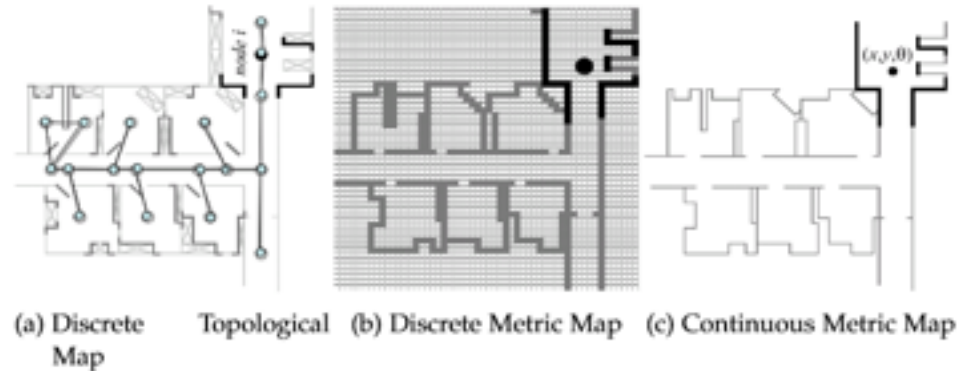 node i
(x,y,θ)
(a) Discrete Topological
Map
(b) Discrete Metric Map
(c) Continuous Metric Map